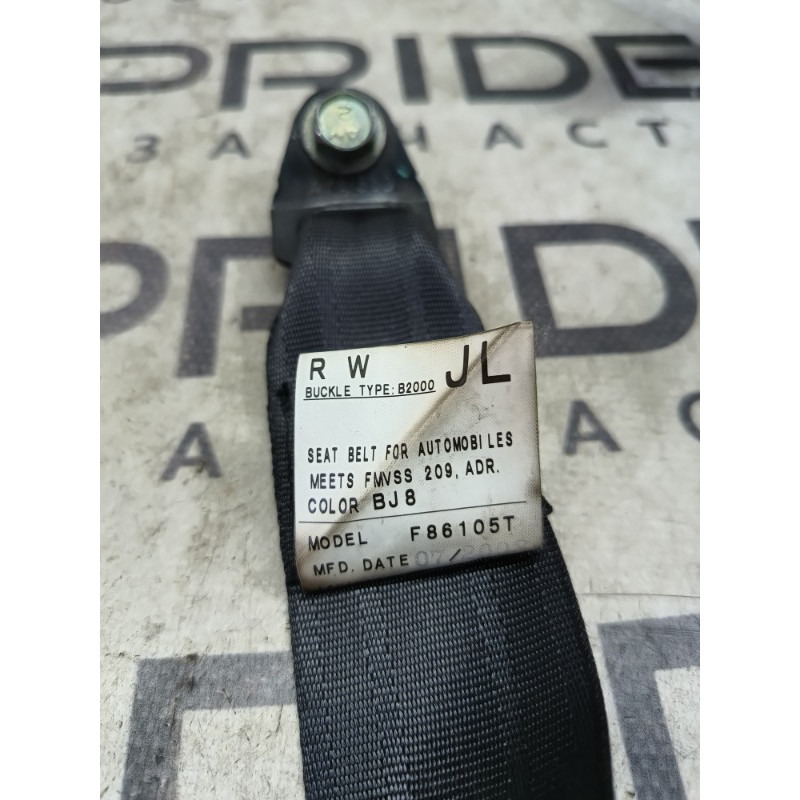 PRIDE
ЗАПЧАСТ
R W JL
BUCKLE TYPE: B2000
SEAT BELT FOR AUTOMOBILES
MEETS FMVSS 209, ADR.
COLOR BJ8
MODEL F86105T
MFD. DATE 07/